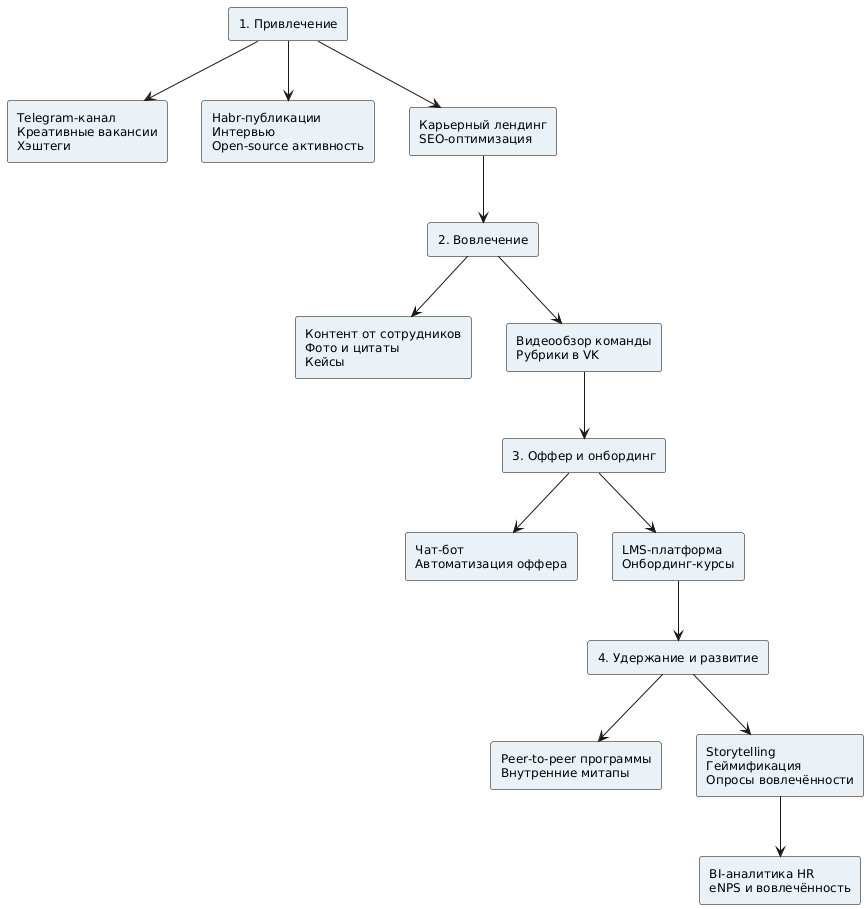 1. Привлечение
Telegram-канал
Креативные вакансии
Хэштеги
Habr-публикации
Интервью
Open-source активность
Карьерный лендинг
SEO-оптимизация
2. Вовлечение
Контент от сотрудников
Фото и цитаты
Кейсы
Видеообзор команды
Рубрики в VK
3. Оффер и онбординг
Чат-бот
Автоматизация оффера
LMS-платформа
Онбординг-курсы
4. Удержание и развитие
Peer-to-peer программы
Внутренние митапы
Storytelling
Геймификация
Опросы вовлечённости
BI-аналитика HR
eNPS и вовлечённость